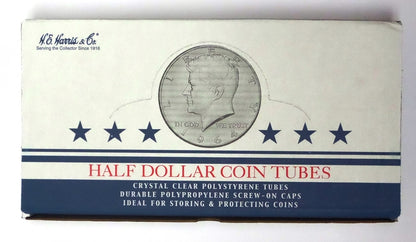 H.E. Harris & Co.
Serving the Collector Since 1916
LIBERTY
IN GOD WE TRUST
1964
HALF DOLLAR COIN TUBES
CRYSTAL CLEAR POLYSTYRENE TUBES
DURABLE POLYPROPYLENE SCREW-ON CAPS
IDEAL FOR STORING & PROTECTING COINS